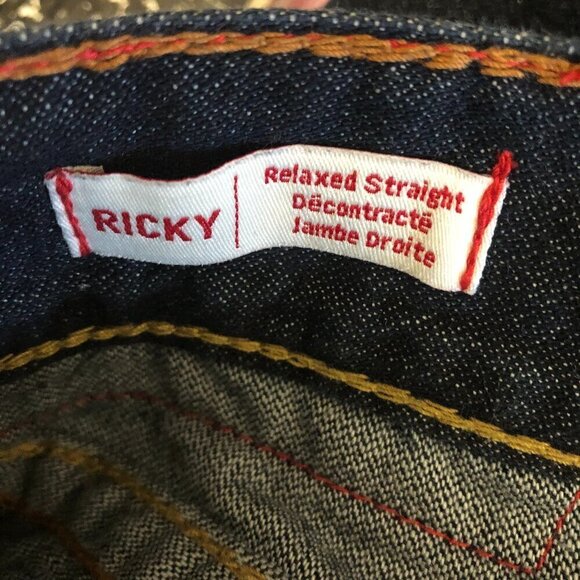 RICKY
Relaxed Straight
Décontracté
Jambe Droite